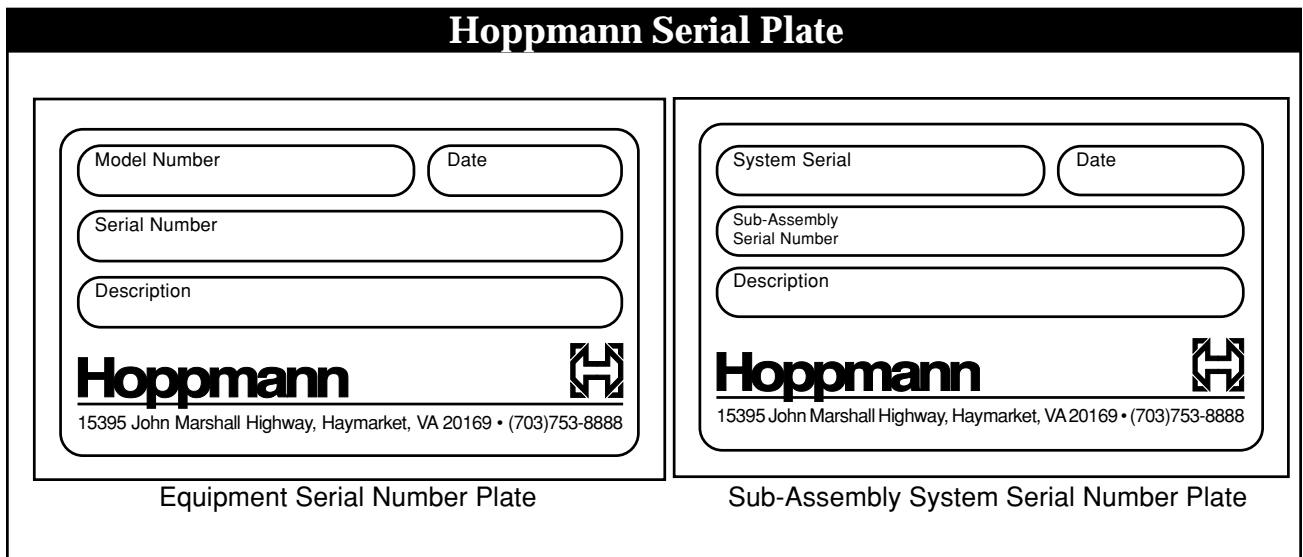 Hoppmann Serial Plate
Model Number
Date
Serial Number
Description
Hoppmann
15395 John Marshall Highway, Haymarket, VA 20169 • (703)753-8888
Equipment Serial Number Plate
System Serial
Date
Sub-Assembly
Serial Number
Description
Hoppmann
15395 John Marshall Highway, Haymarket, VA 20169 • (703)753-8888
Sub-Assembly System Serial Number Plate